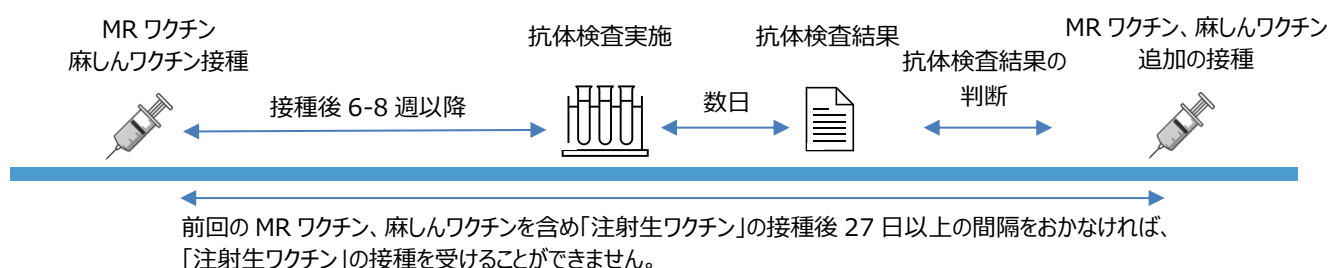 MR ワクチン
麻しんワクチン接種
接種後 6-8 週以降
抗体検査実施
数日
抗体検査結果
抗体検査結果の
判断
MR ワクチン、麻しんワクチン
追加の接種
前回の MR ワクチン、麻しんワクチンを含め「注射生ワクチン」の接種後 27 日以上の間隔をおかなければ、
「注射生ワクチン」の接種を受けることができません。